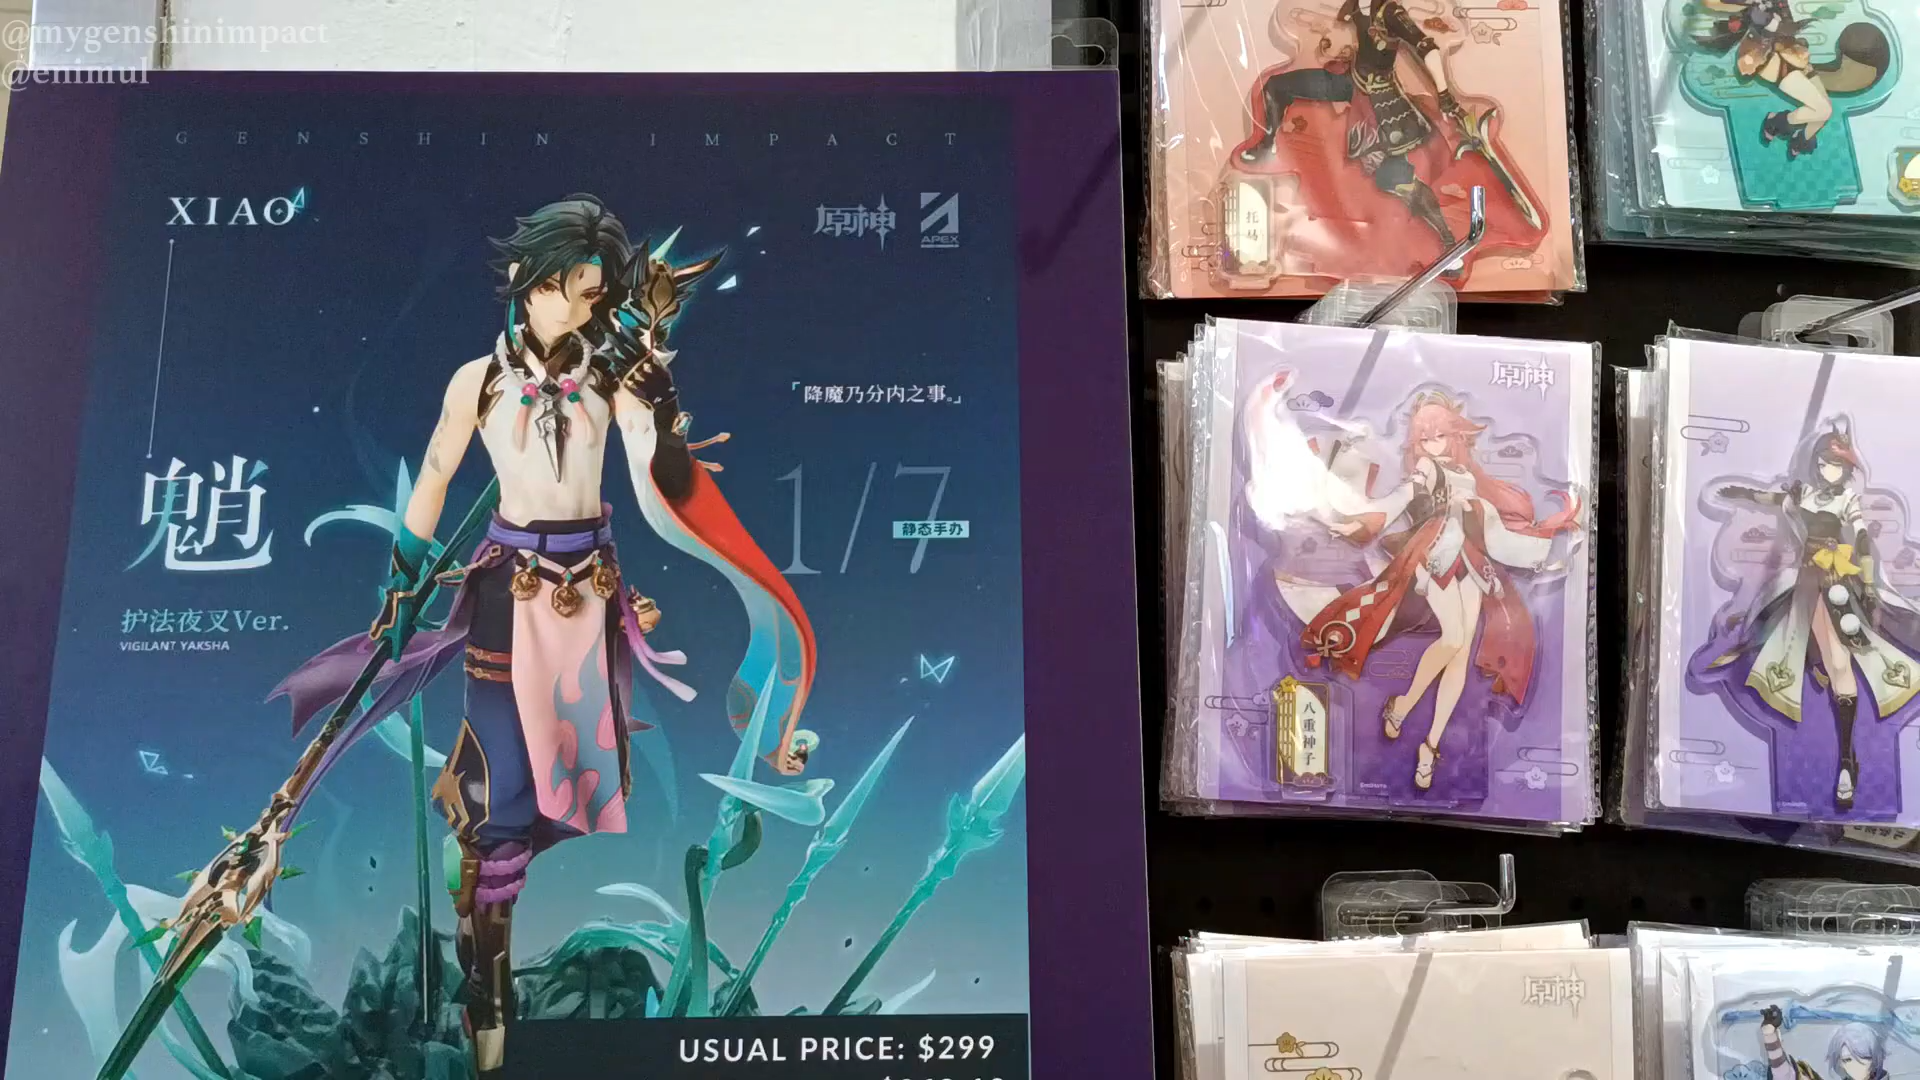 @mygenshinimpact
@enimul
GENSHIN IMPACT
XIAO
原神
APEX
「降魔乃分内之事。」
魈
1/7
静态手办
护法夜叉Ver.
VIGILANT YAKSHA
USUAL PRICE: $299
托马
原神
八重神子
原神